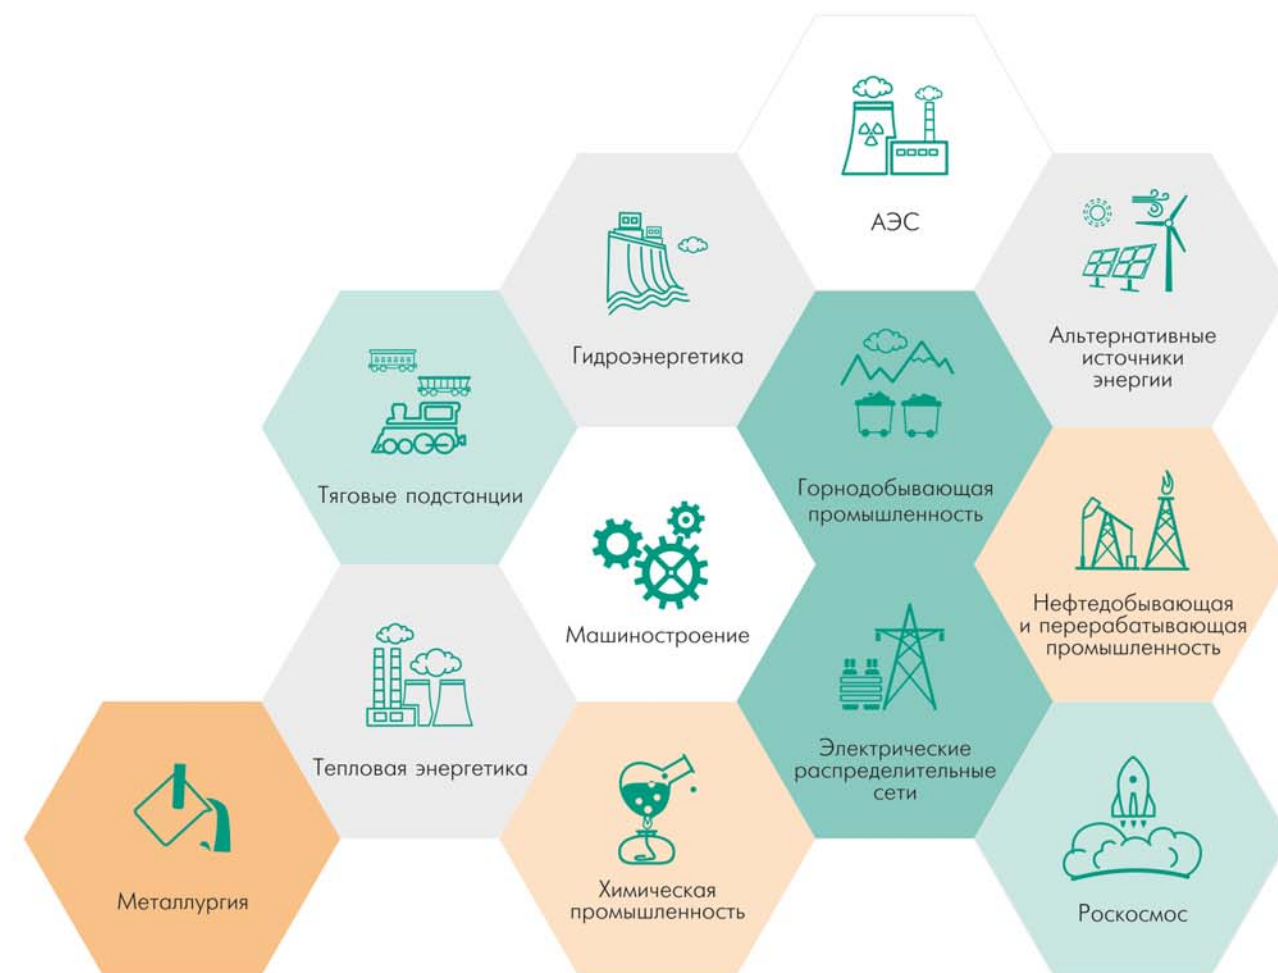 АЭС
Гидроэнергетика
Альтернативные
источники
энергии
Тяговые подстанции
Горнодобывающая
промышленность
Машиностроение
Нефтедобывающая
и перерабатывающая
промышленность
Тепловая энергетика
Электрические
распределительные
сети
Металлургия
Химическая
промышленность
Роскосмос